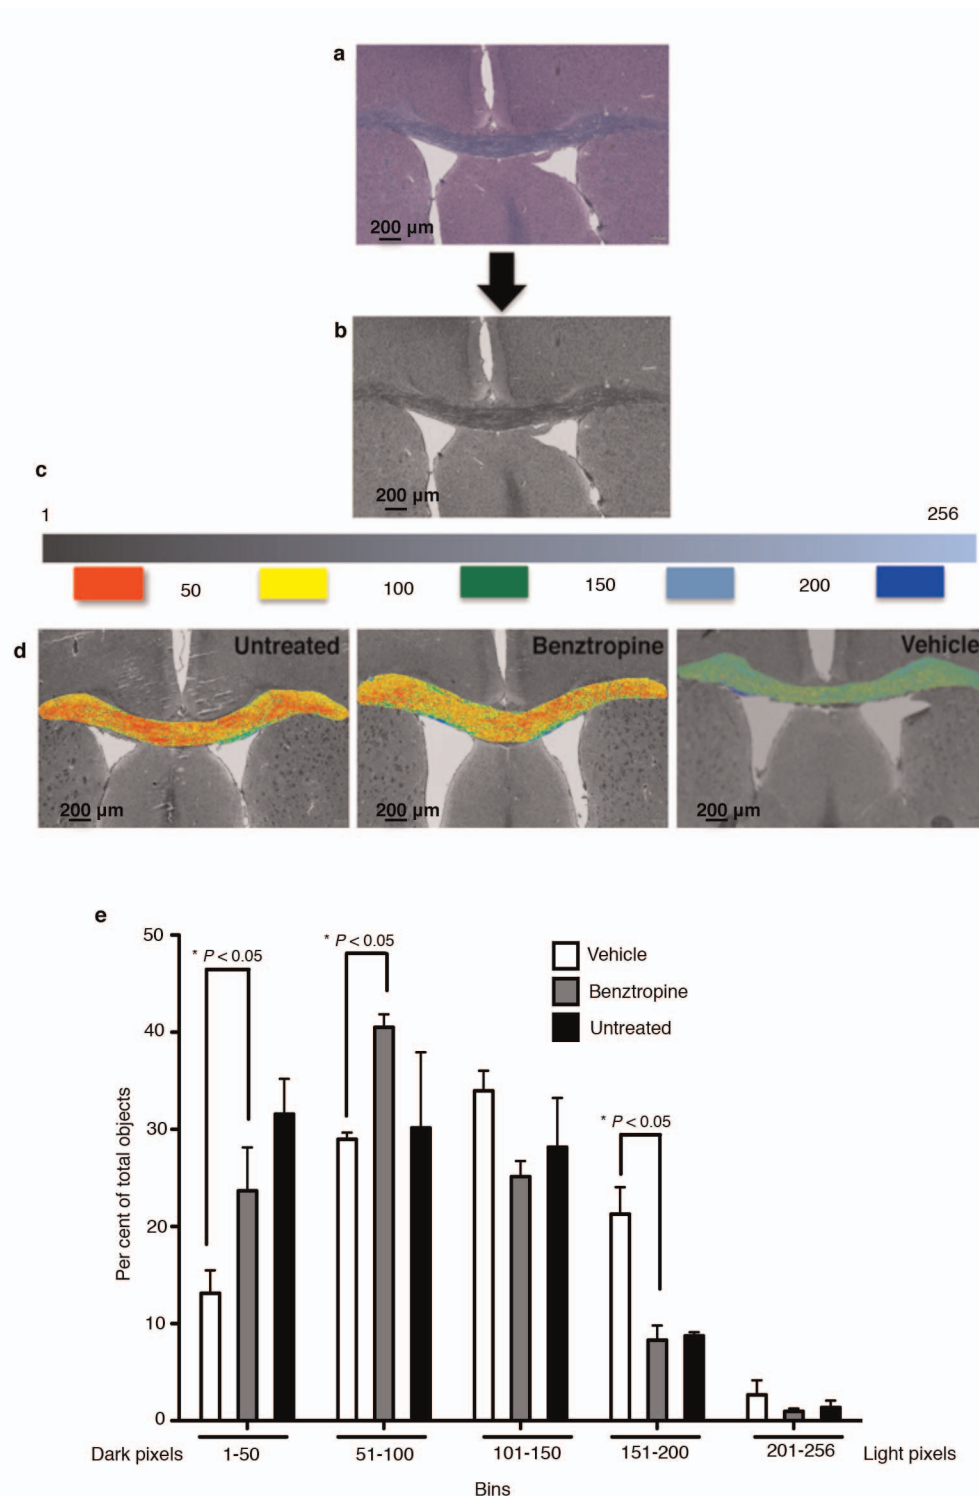 a
200 µm
b
200 µm
c
1 256
50 100 150 200
d
Untreated Benztropine Vehicle
200 µm 200 µm 200 µm
e
50
* P < 0.05 * P < 0.05
Vehicle
Benztropine
Untreated
40
30
* P < 0.05
20
10
0
Per cent of total objects
Dark pixels 1-50 51-100 101-150 151-200 201-256 Light pixels
Bins